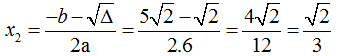 x₂ = (-b - √Δ)/2a = (5√2 - √2)/2.6 = 4√2/12 = √2/3